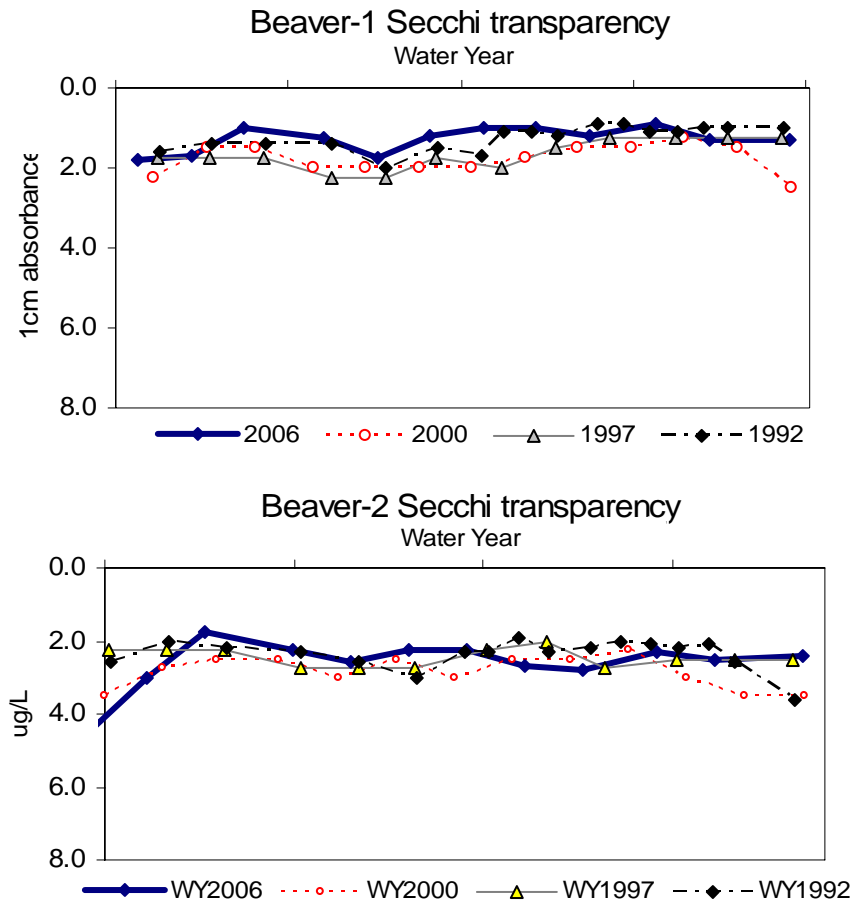 Beaver-1 Secchi transparency
Water Year
0.0
2.0
4.0
6.0
8.0
1cm absorbance
2006 2000 1997 1992
Beaver-2 Secchi transparency
Water Year
0.0
2.0
4.0
6.0
8.0
ug/L
WY2006 WY2000 WY1997 WY1992